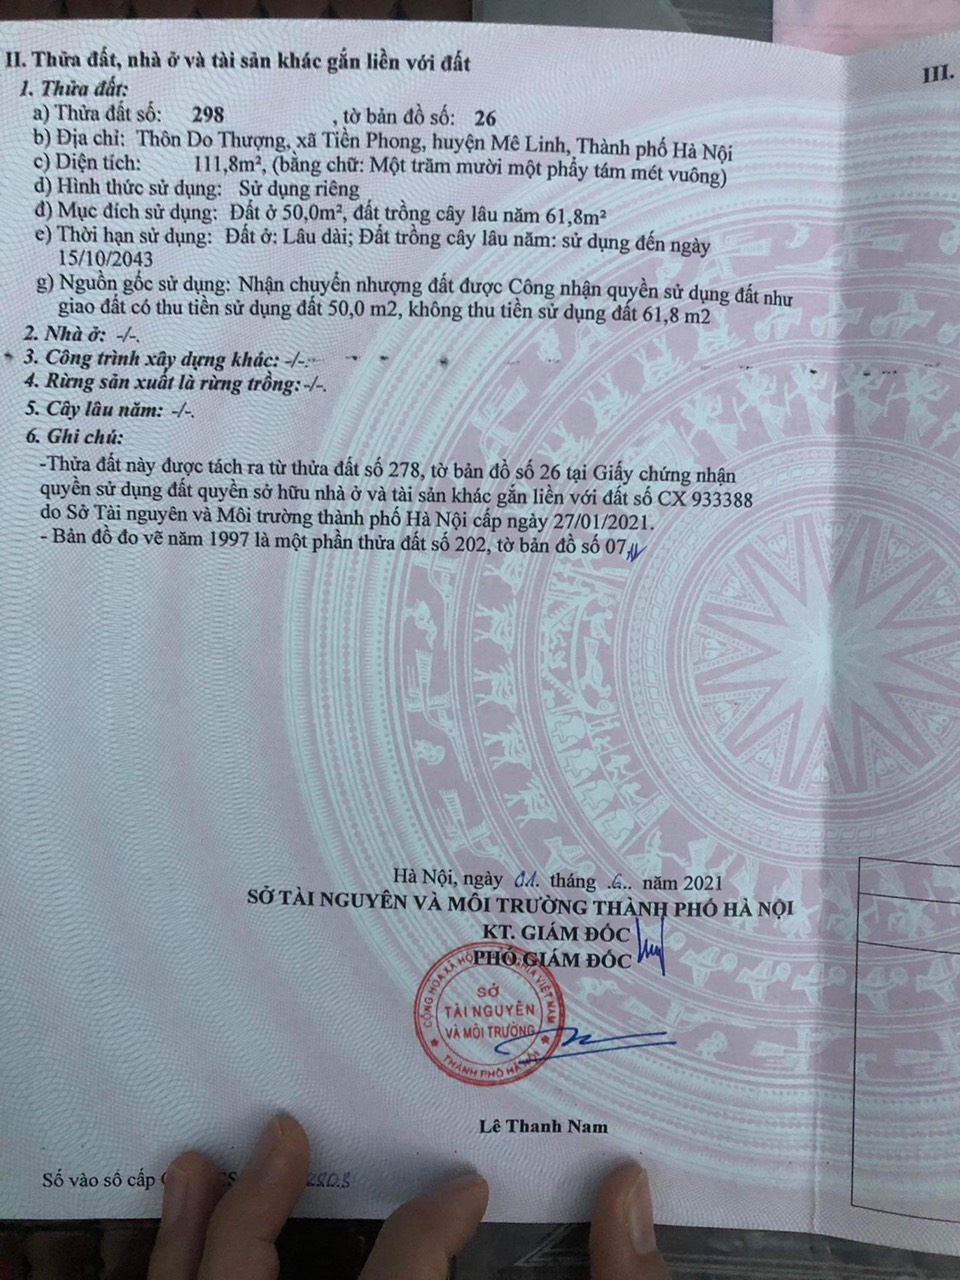 II. Thửa đất, nhà ở và tài sản khác gắn liền với đất
III.
1. Thửa đất:
a) Thửa đất số: 298 , tờ bản đồ số: 26
b) Địa chỉ: Thôn Do Thượng, xã Tiền Phong, huyện Mê Linh, Thành phố Hà Nội
c) Diện tích: 111,8m², (bằng chữ: Một trăm mười một phẩy tám mét vuông)
d) Hình thức sử dụng: Sử dụng riêng
đ) Mục đích sử dụng: Đất ở 50,0m², đất trồng cây lâu năm 61,8m²
e) Thời hạn sử dụng: Đất ở: Lâu dài; Đất trồng cây lâu năm: sử dụng đến ngày
15/10/2043
g) Nguồn gốc sử dụng: Nhận chuyển nhượng đất được Công nhận quyền sử dụng đất như
giao đất có thu tiền sử dụng đất 50,0 m2, không thu tiền sử dụng đất 61,8 m2
2. Nhà ở: -/-.
3. Công trình xây dựng khác: -/-.
4. Rừng sản xuất là rừng trồng: -/-.
5. Cây lâu năm: -/-.
6. Ghi chú:
-Thửa đất này được tách ra từ thửa đất số 278, tờ bản đồ số 26 tại Giấy chứng nhận
quyền sử dụng đất quyền sở hữu nhà ở và tài sản khác gắn liền với đất số CX 933388
do Sở Tài nguyên và Môi trường thành phố Hà Nội cấp ngày 27/01/2021.
- Bản đồ đo vẽ năm 1997 là một phần thửa đất số 202, tờ bản đồ số 07
Hà Nội, ngày 01. tháng .6.. năm 2021
SỞ TÀI NGUYÊN VÀ MÔI TRƯỜNG THÀNH PHỐ HÀ NỘI
KT. GIÁM ĐỐC
PHÓ GIÁM ĐỐC
CỘNG HÒA XÃ HỘI NGHĨA VIỆT NAM
SỞ
TÀI NGUYÊN
VÀ MÔI TRƯỜNG
THÀNH PHỐ HÀ NỘI
Lê Thanh Nam
Số vào sổ cấp